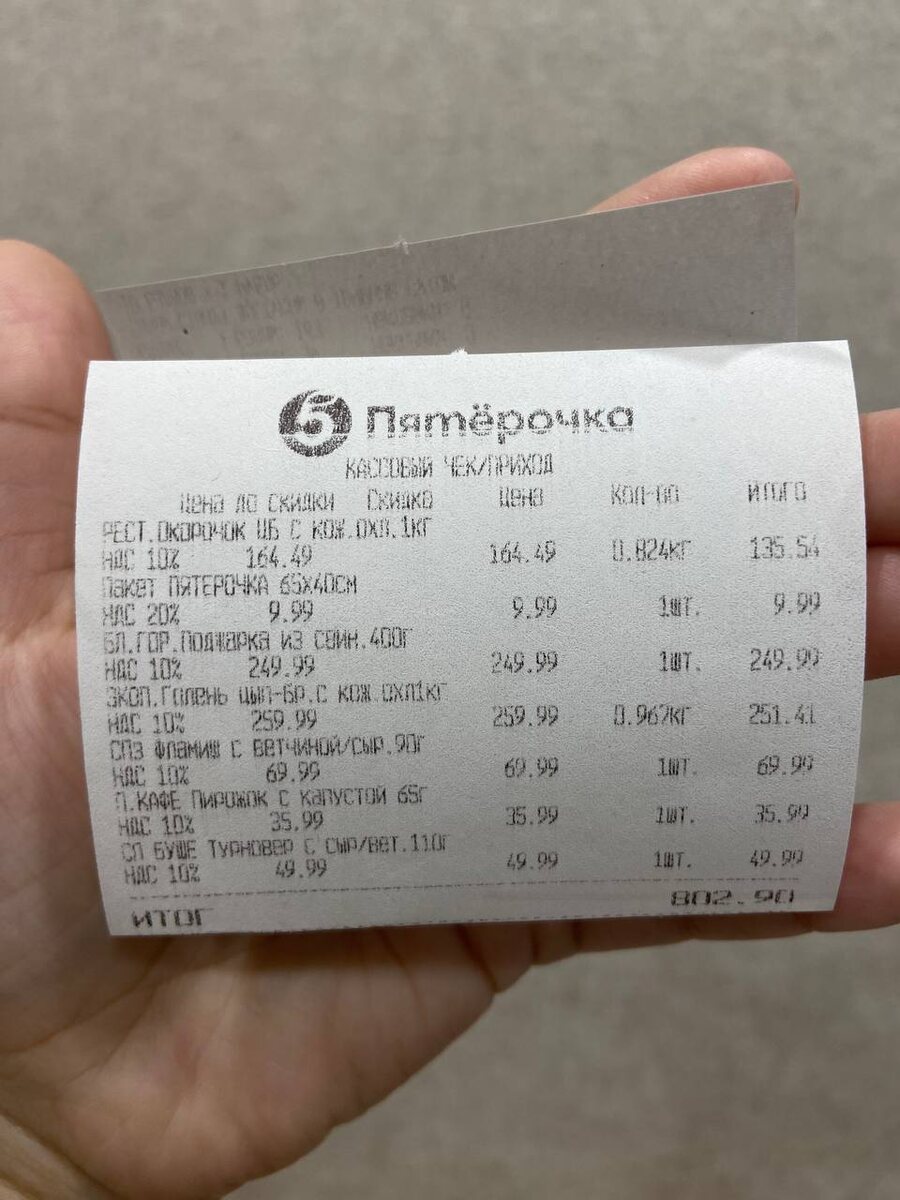 5 Пятёрочка
КАССОВЫЙ ЧЕК/ПРИХОД
Цена до скидки Скидка Цена Кол-во ИТОГО
РЕСТ.Окорочок ЦБ С КОЖ.ОХЛ.1КГ
НДС 10% 164.49 164.49 0.824КГ 135.54
Пакет ПЯТЕРОЧКА 65Х40СМ
НДС 20% 9.99 9.99 1ШТ. 9.99
БЛ.ГОР.Поджарка из свин.400Г
НДС 10% 249.99 249.99 1ШТ. 249.99
ЭКОЛ.Голень цып-бр.С КОЖ.ОХЛ1КГ
НДС 10% 259.99 259.99 0.967КГ 251.41
СПз Фламиш с ветчиной/сыр.90Г
НДС 10% 69.99 69.99 1ШТ. 69.99
П.КАФЕ Пирожок с капустой 65Г
НДС 10% 35.99 35.99 1ШТ. 35.99
СП БУШЕ Турновер с сыр/вет.110Г
НДС 10% 49.99 49.99 1ШТ. 49.99
ИТОГ 802.90